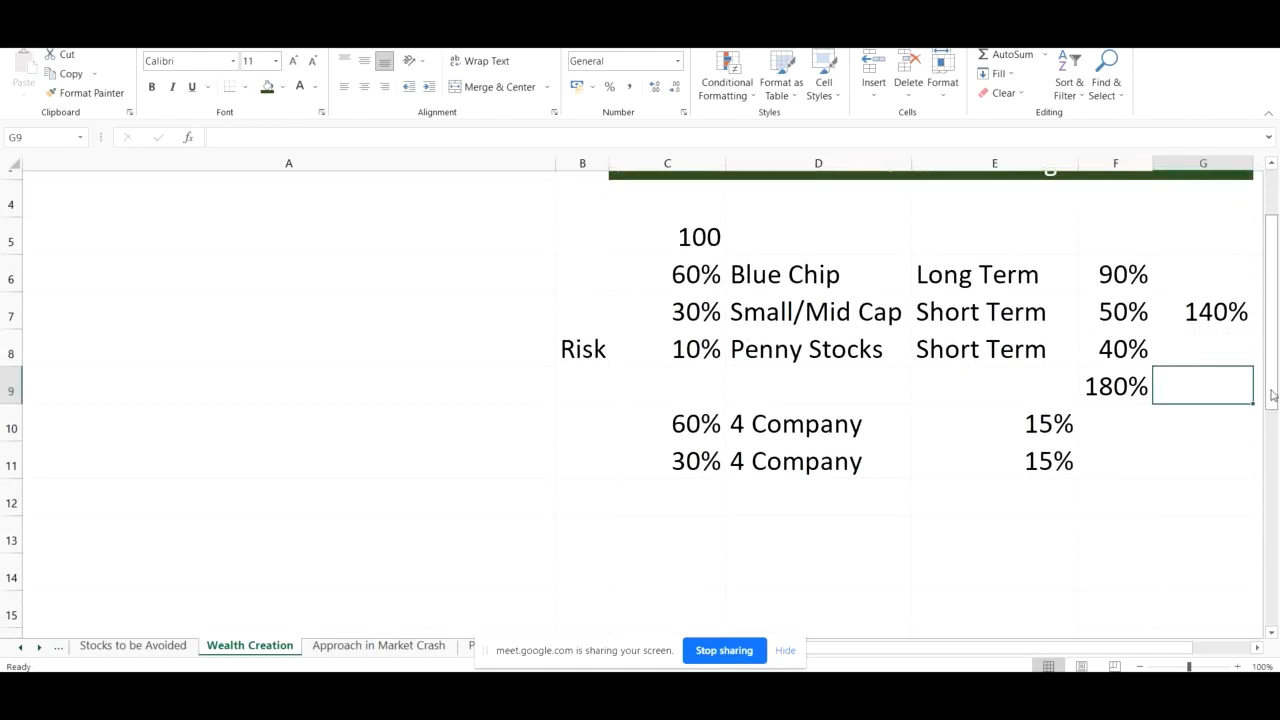 Cut
Calibri 11 Wrap Text General AutoSum
Paste Copy Conditional Formatting Format as Table Cell Styles Insert Delete Format Fill Sort & Filter Find & Select
Format Painter B I U A Merge & Center % Clear
Clipboard Font Alignment Number Styles Cells Editing
G9 fx
A B C D E F G
4
5 100
6 60% Blue Chip Long Term 90%
7 30% Small/Mid Cap Short Term 50% 140%
8 Risk 10% Penny Stocks Short Term 40%
9 180%
10 60% 4 Company 15%
11 30% 4 Company 15%
12
13
14
15
... Stocks to be Avoided Wealth Creation Approach in Market Crash P
meet.google.com is sharing your screen. Stop sharing Hide
Ready 100%